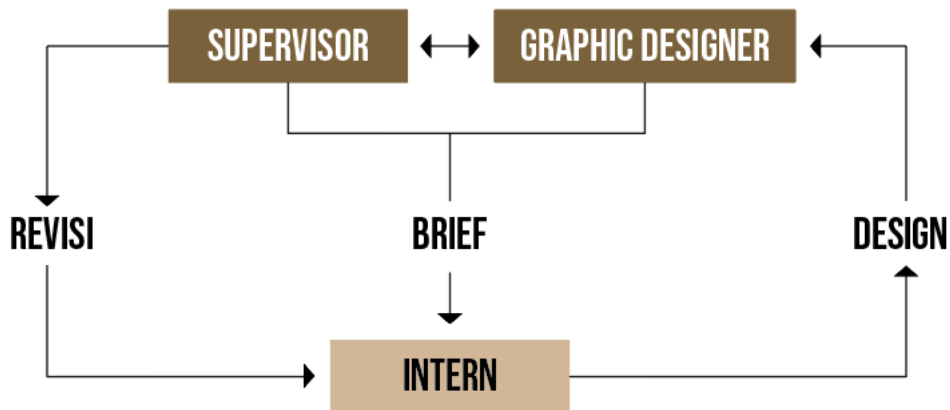 SUPERVISOR
GRAPHIC DESIGNER
REVISI
BRIEF
DESIGN
INTERN